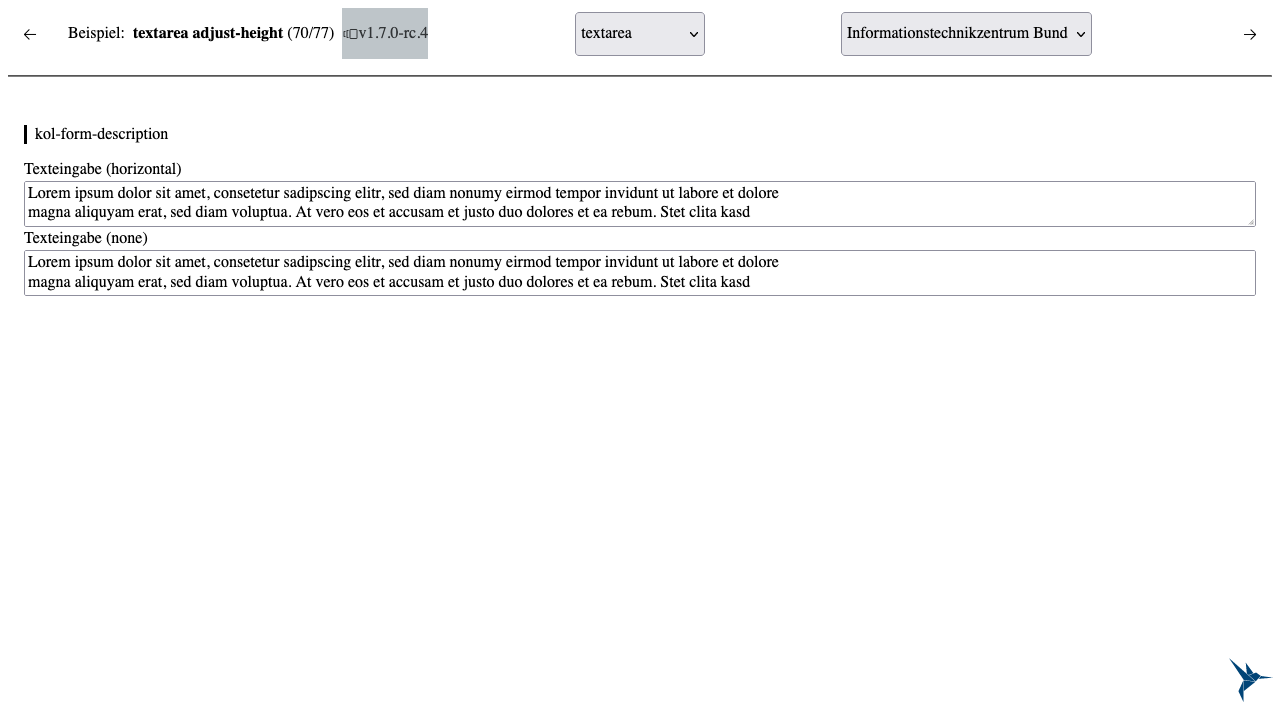 Beispiel: textarea adjust-height (70/77) v1.7.0-rc.4 textarea Informationstechnikzentrum Bund
kol-form-description
Texteingabe (horizontal)
Lorem ipsum dolor sit amet, consetetur sadipscing elitr, sed diam nonumy eirmod tempor invidunt ut labore et dolore
magna aliquyam erat, sed diam voluptua. At vero eos et accusam et justo duo dolores et ea rebum. Stet clita kasd
Texteingabe (none)
Lorem ipsum dolor sit amet, consetetur sadipscing elitr, sed diam nonumy eirmod tempor invidunt ut labore et dolore
magna aliquyam erat, sed diam voluptua. At vero eos et accusam et justo duo dolores et ea rebum. Stet clita kasd